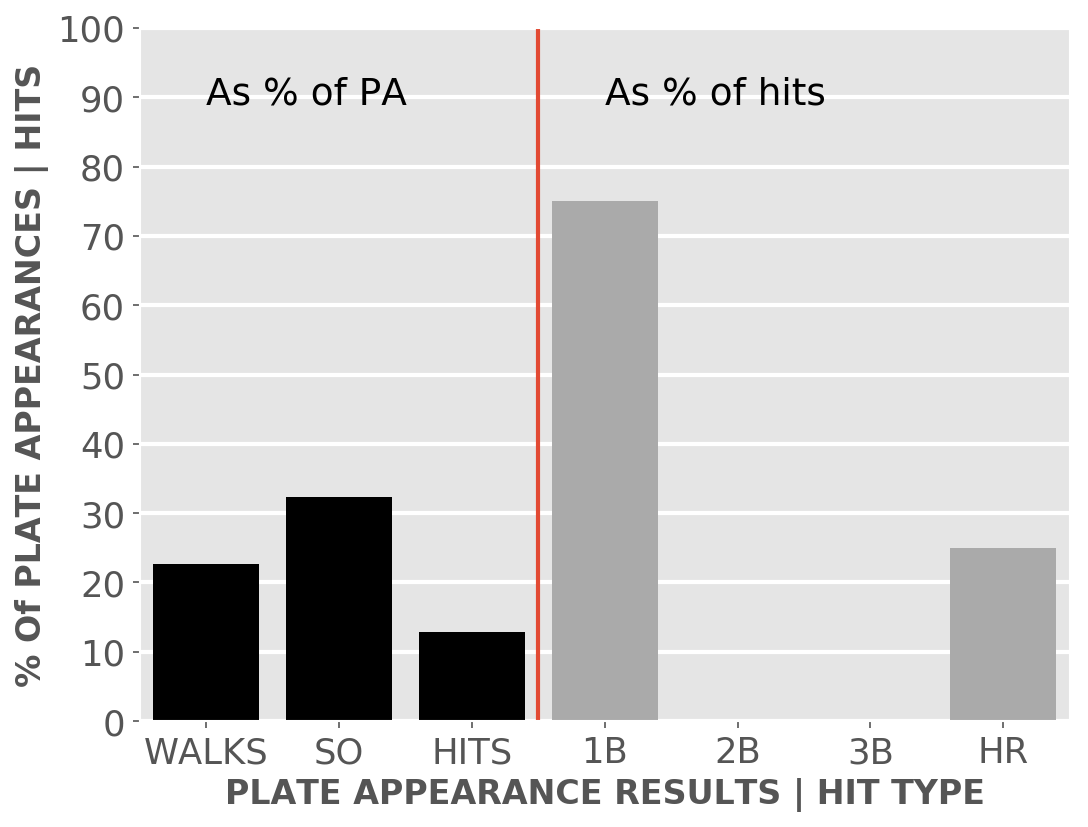 100
90
80
70
60
50
40
30
20
10
0
% Of PLATE APPEARANCES | HITS
As % of PA
As % of hits
WALKS SO HITS 1B 2B 3B HR
PLATE APPEARANCE RESULTS | HIT TYPE